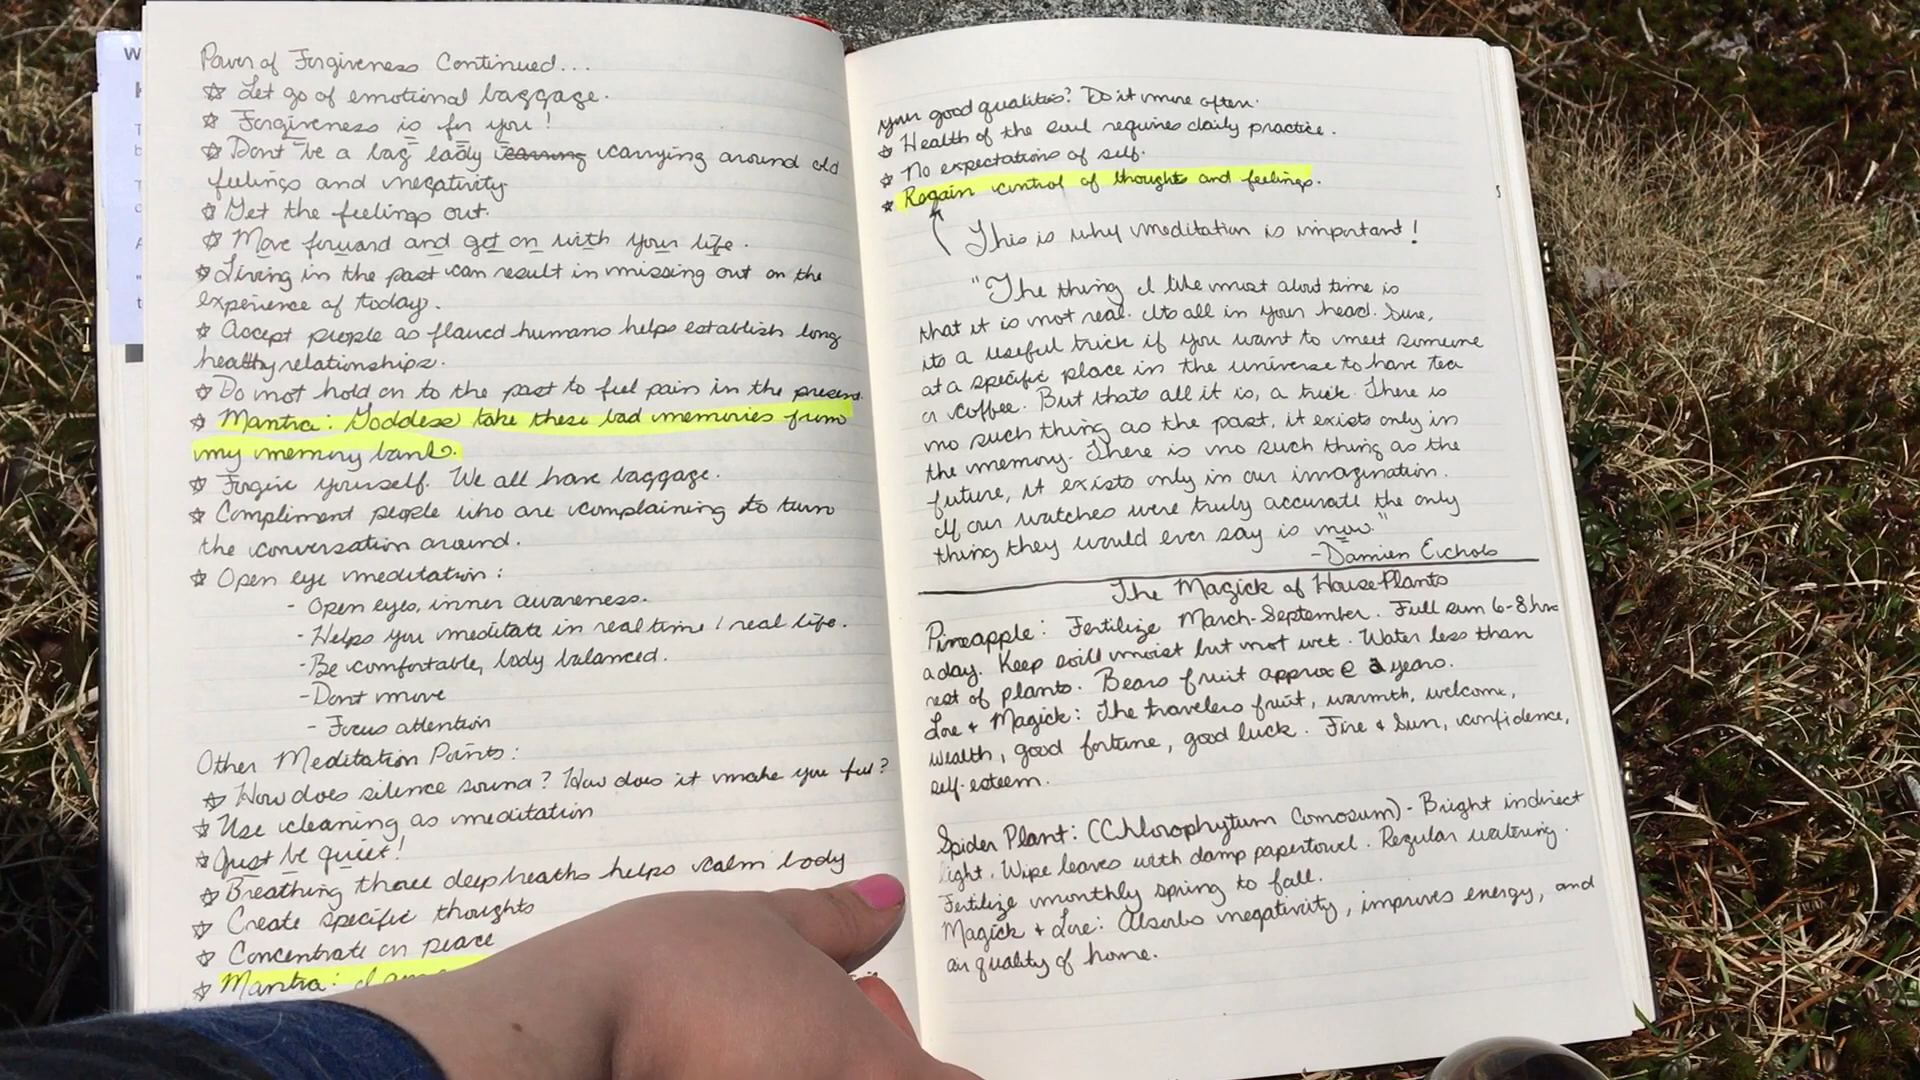 Power of Forgiveness Continued...
☆ Let go of emotional baggage.
☆ Forgiveness is for you!
☆ Dont be a bag lady carrying around old
feelings and negativity
☆ Get the feelings out.
☆ Move forward and get on with your life.
☆ Living in the past can result in missing out on the
experience of today.
☆ Accept people as flawed humans helps establish long
healthy relationships.
☆ Do not hold on to the past to feel pain in the present.
☆ Mantra: Goddess take these bad memories from
my memory bank.
☆ Forgive yourself. We all have baggage.
☆ Compliment people who are complaining to turn
the conversation around.
☆ Open eye meditation:
- Open eyes, inner awareness.
- Helps you meditate in real time / real life.
- Be comfortable, body balanced.
- Dont move
- Focus attention
Other Meditation Points:
☆ How does silence sound? How does it make you feel?
☆ Use cleaning as meditation
☆ Just be quiet!
☆ Breathing three deep breaths helps calm body
☆ Create specific thoughts
☆ Concentrate on peace
☆ Mantra: I am
your good qualities? Do it more often.
☆ Health of the soul requires daily practice.
☆ No expectations of self.
☆ Regain control of thoughts and feelings.
This is why meditation is important!
"The thing I like most about time is
that it is not real. Its all in your head. Sure,
its a useful trick if you want to meet someone
at a specific place in the universe to have tea
or coffee. But thats all it is, a trick. There is
no such thing as the past, it exists only in
the memory. There is no such thing as the
future, it exists only in our imagination.
If our watches were truly accurate the only
thing they would ever say is now."
-Damien Echols
The Magick of House Plants
Pineapple: Fertilize March-September. Full sun 6-8 hrs
a day. Keep soil moist but not wet. Water less than
rest of plants. Bears fruit approx @ 2 years.
Lore + Magick: The travelers fruit, warmth, welcome,
wealth, good fortune, good luck. Fire + Sun, confidence,
self-esteem.
Spider Plant: (Chlorophytum Comosum) - Bright indirect
light. Wipe leaves with damp papertowel. Regular watering.
Fertilize monthly spring to fall.
Magick + Lore: Absorbs negativity, improves energy, and
air quality of home.